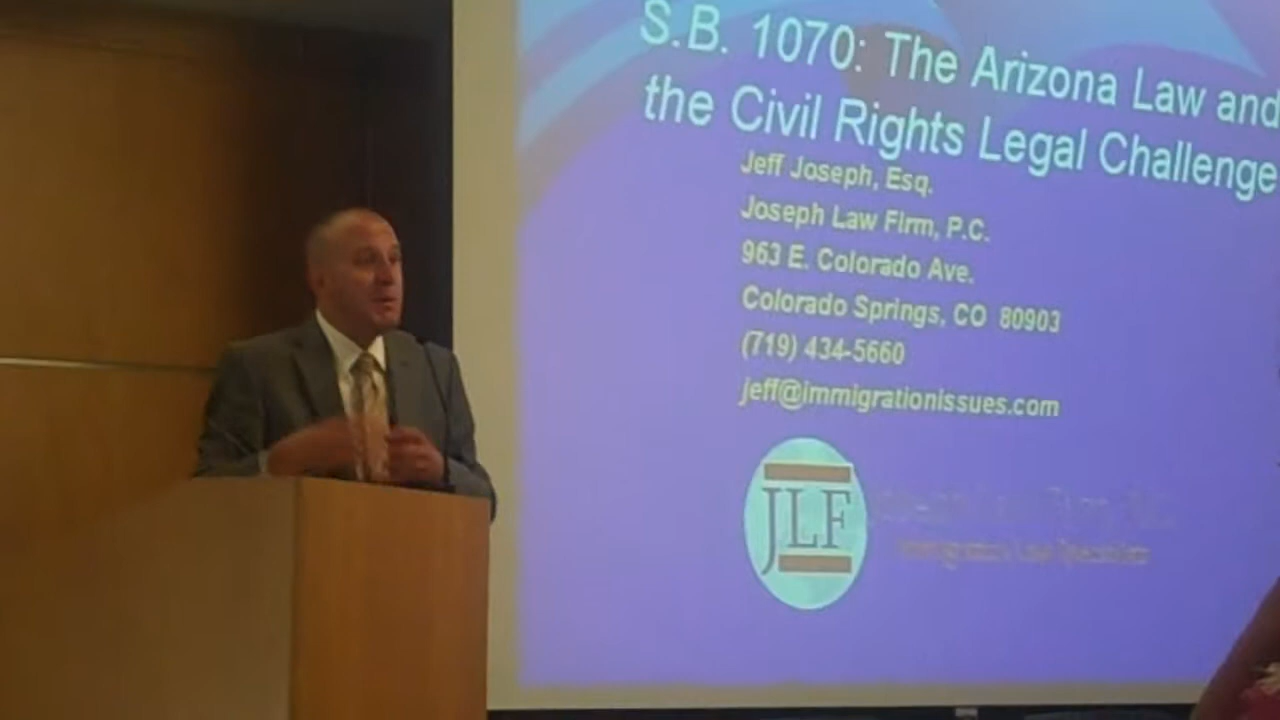 S.B. 1070: The Arizona Law and
the Civil Rights Legal Challenge
Jeff Joseph, Esq.
Joseph Law Firm, P.C.
963 E. Colorado Ave.
Colorado Springs, CO 80903
(719) 434-5660
jeff@immigrationissues.com
JLF